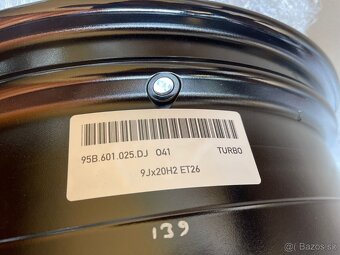 95B.601.025.DJ 041 TURBO
9Jx20H2 ET26
139
Bazos.sk